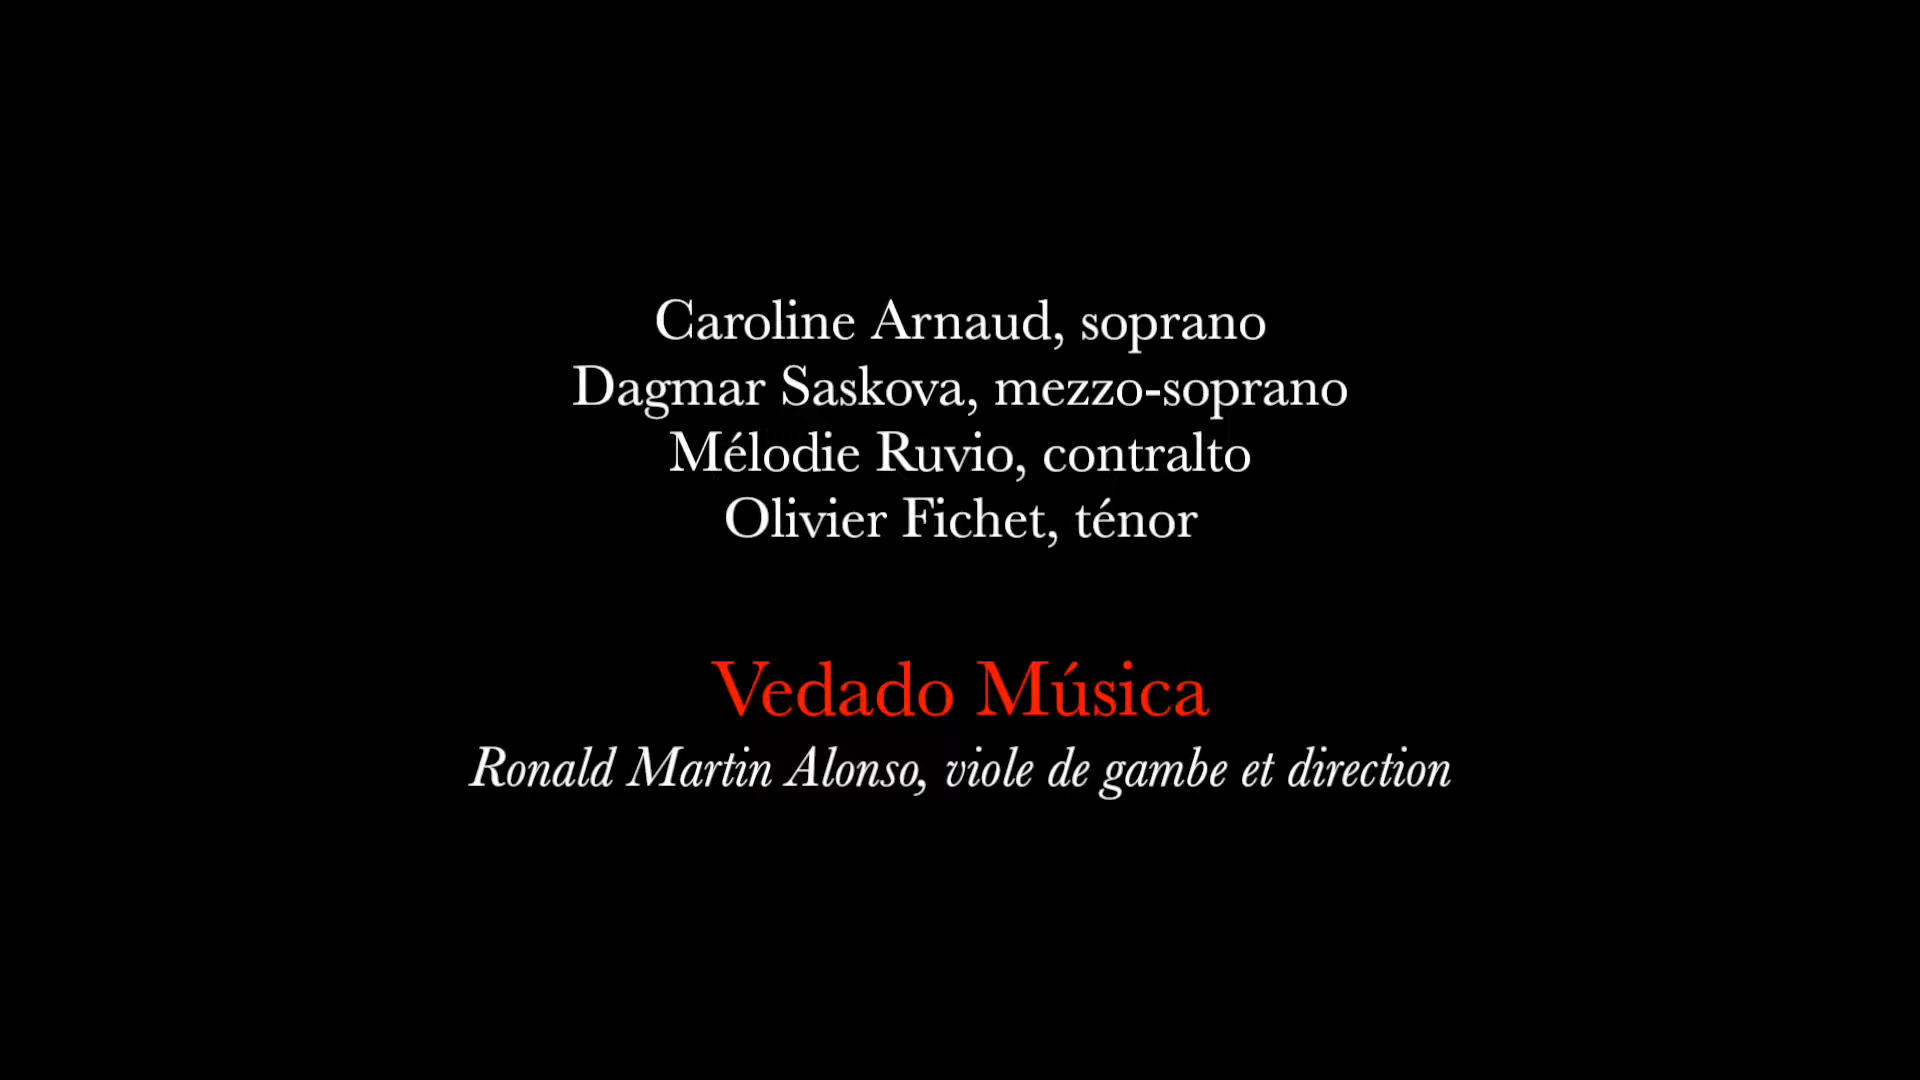 Caroline Arnaud, soprano
Dagmar Saskova, mezzo-soprano
Mélodie Ruvio, contralto
Olivier Fichet, ténor
Vedado Música
Ronald Martin Alonso, viole de gambe et direction